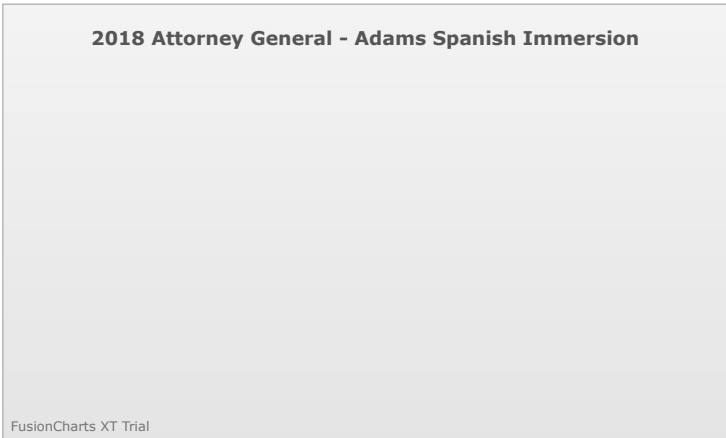 2018 Attorney General - Adams Spanish Immersion
FusionCharts XT Trial